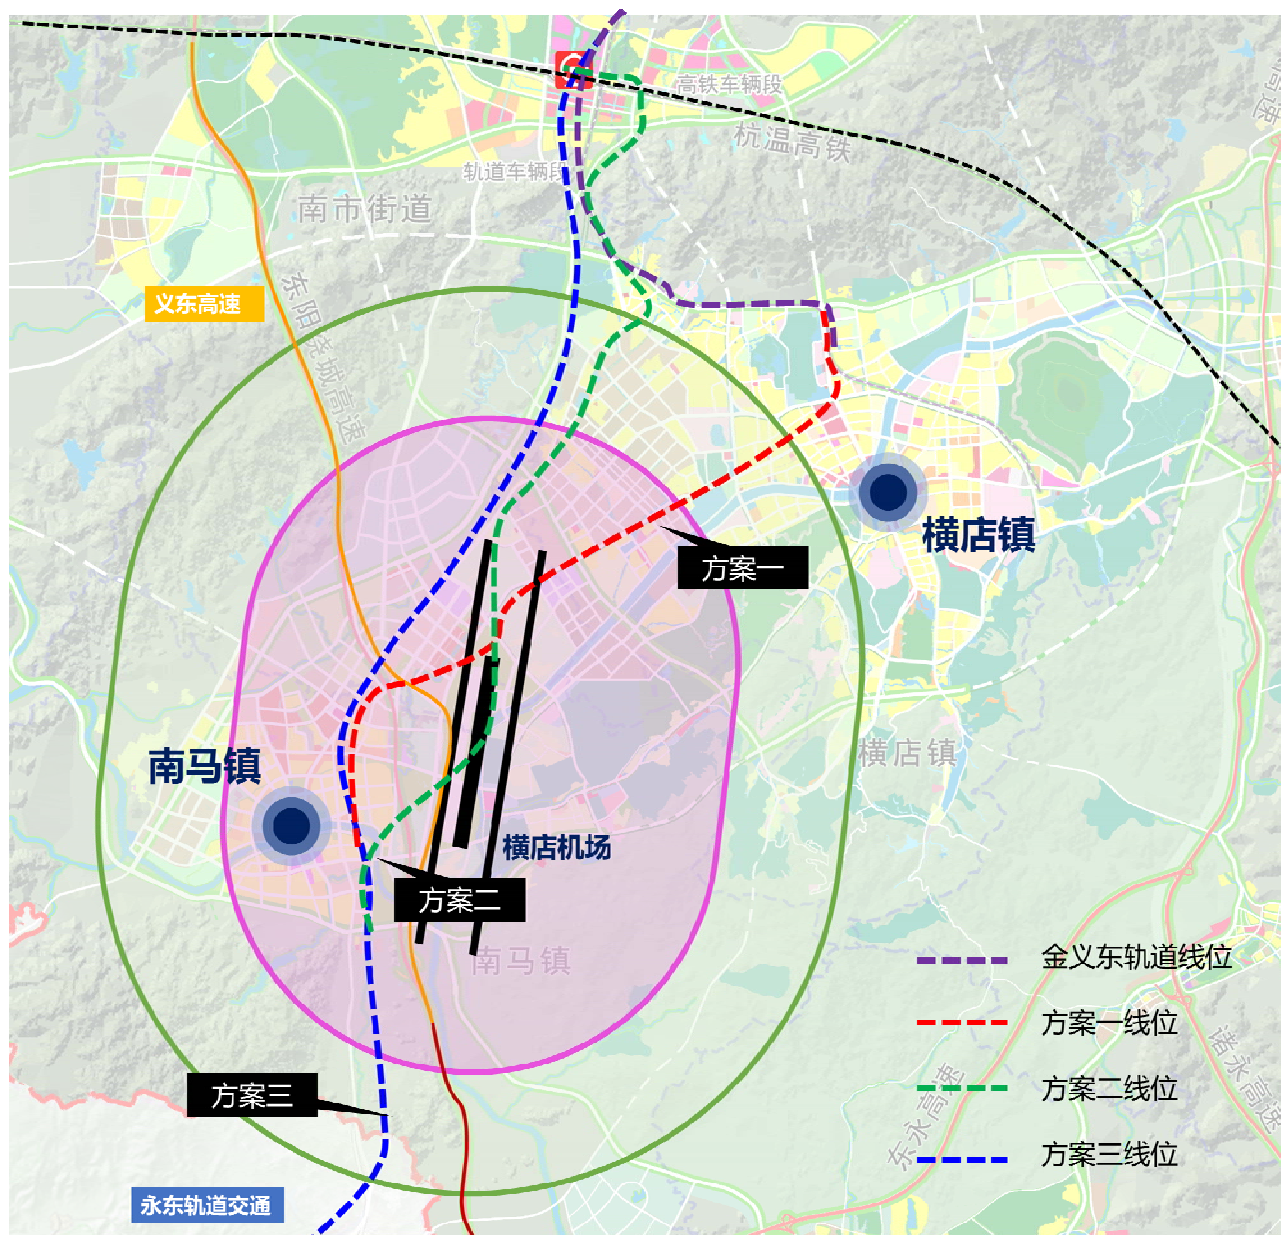 高铁车辆段
高速
杭温高铁
轨道车辆段
南市街道
义东高速
东阳绕城高速
横店镇
方案一
南马镇
横店镇
横店机场
方案二
南马镇
金义东轨道线位
方案一线位
方案二线位
方案三线位
方案三
东永高速
诸永高速
永东轨道交通